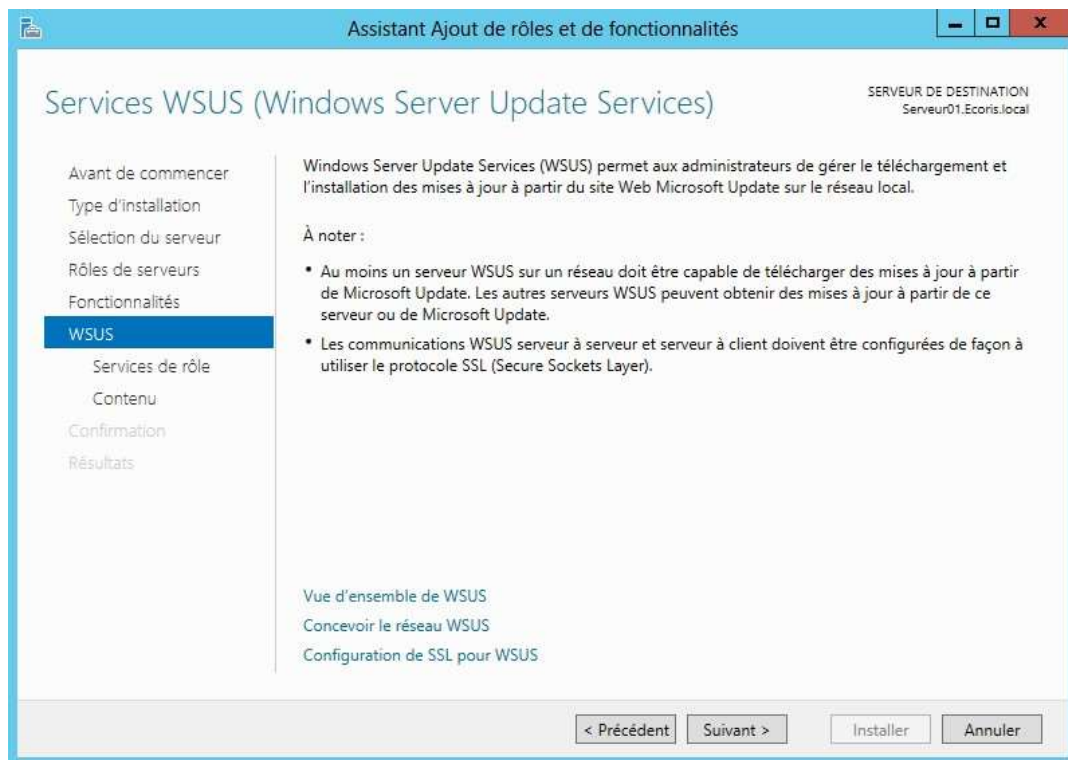 Assistant Ajout de rôles et de fonctionnalités
Services WSUS (Windows Server Update Services)
SERVEUR DE DESTINATION
Serveur01.Ecoris.local
Avant de commencer
Type d'installation
Sélection du serveur
Rôles de serveurs
Fonctionnalités
WSUS
Services de rôle
Contenu
Confirmation
Résultats
Windows Server Update Services (WSUS) permet aux administrateurs de gérer le téléchargement et
l'installation des mises à jour à partir du site Web Microsoft Update sur le réseau local.
À noter :
• Au moins un serveur WSUS sur un réseau doit être capable de télécharger des mises à jour à partir
de Microsoft Update. Les autres serveurs WSUS peuvent obtenir des mises à jour à partir de ce
serveur ou de Microsoft Update.
• Les communications WSUS serveur à serveur et serveur à client doivent être configurées de façon à
utiliser le protocole SSL (Secure Sockets Layer).
Vue d'ensemble de WSUS
Concevoir le réseau WSUS
Configuration de SSL pour WSUS
< Précédent
Suivant >
Installer
Annuler